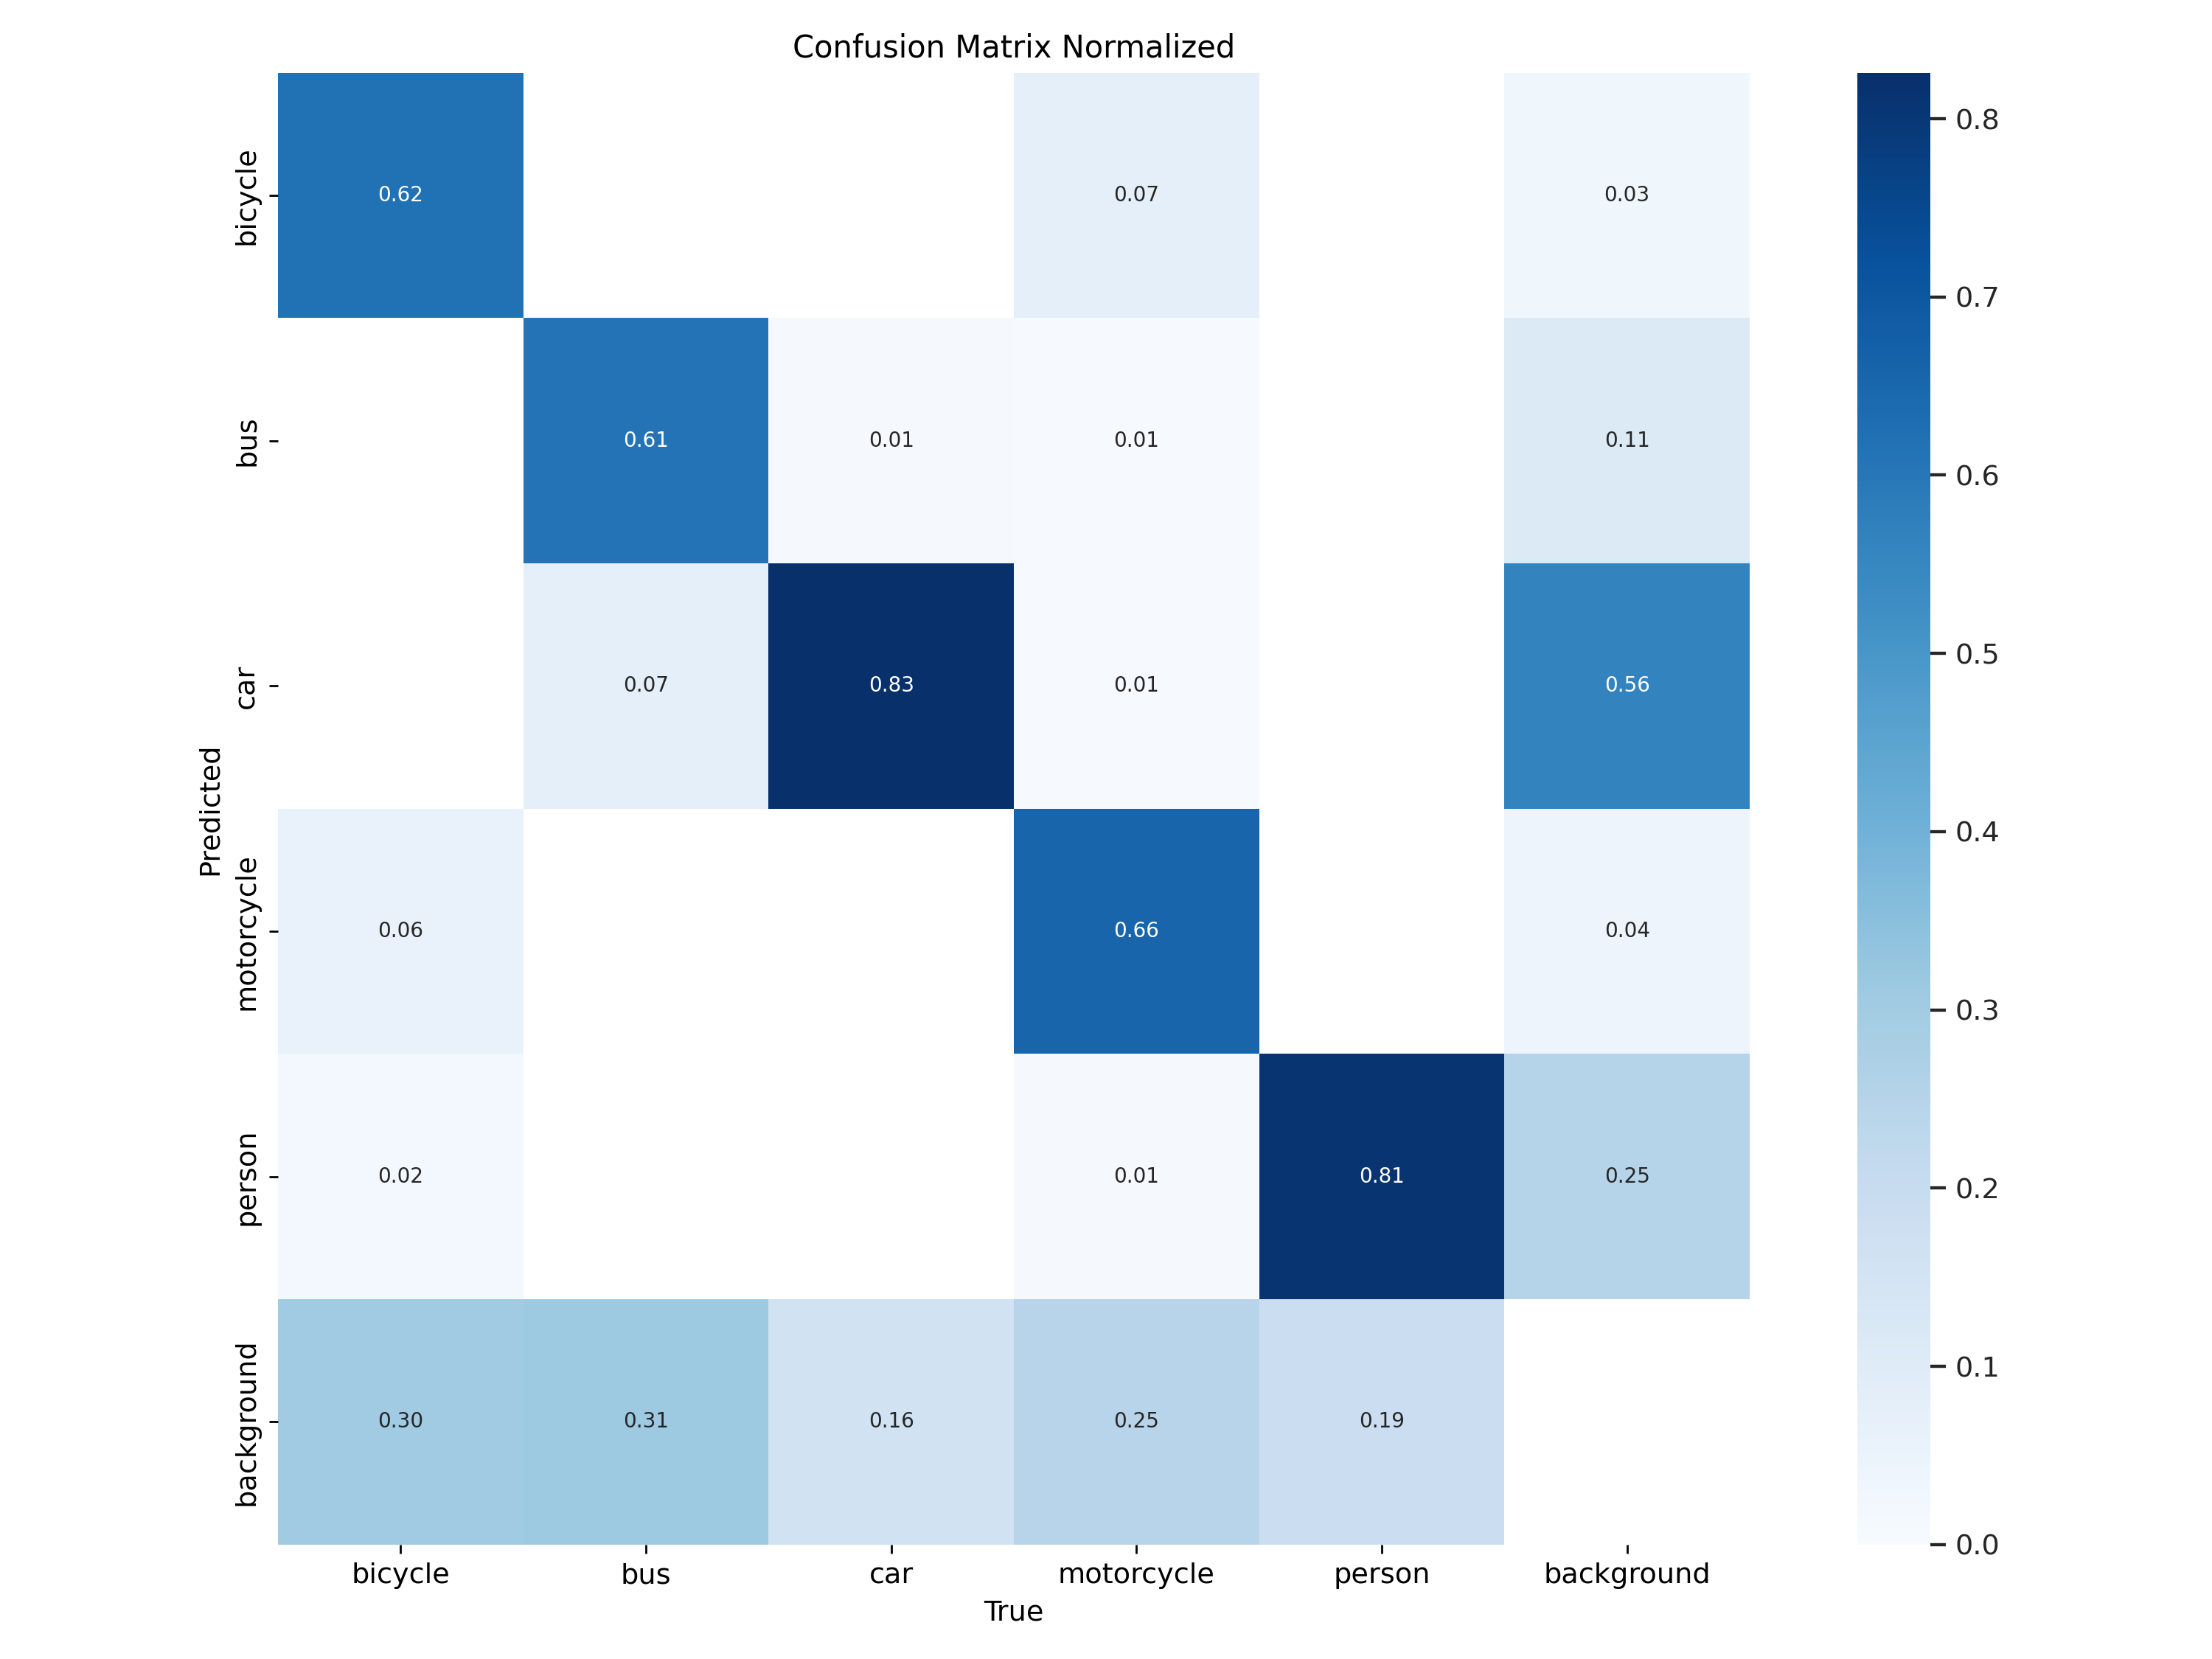 Confusion Matrix Normalized
bicycle
0.62
0.07
0.03
bus
0.61
0.01
0.01
0.11
car
0.07
0.83
0.01
0.56
motorcycle
0.06
0.66
0.04
person
0.02
0.01
0.81
0.25
background
0.30
0.31
0.16
0.25
0.19
Predicted
bicycle
bus
car
motorcycle
person
background
True
0.8
0.7
0.6
0.5
0.4
0.3
0.2
0.1
0.0